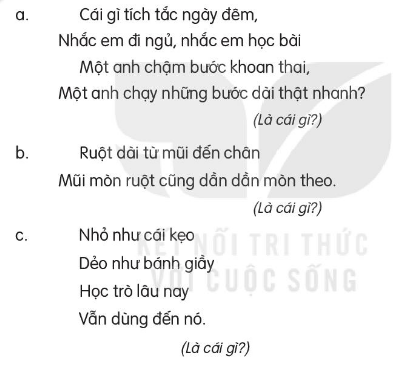 a. Cái gì tích tắc ngày đêm,
Nhắc em đi ngủ, nhắc em học bài
Một anh chậm bước khoan thai,
Một anh chạy những bước dài thật nhanh?
(Là cái gì?)
b. Ruột dài từ mũi đến chân
Mũi mòn ruột cũng dần dần mòn theo.
(Là cái gì?)
c. Nhỏ như cái kẹo
Dẻo như bánh giầy
Học trò lâu nay
Vẫn dùng đến nó.
(Là cái gì?)
KẾT NỐI TRI THỨC
VỚI CUỘC SỐNG